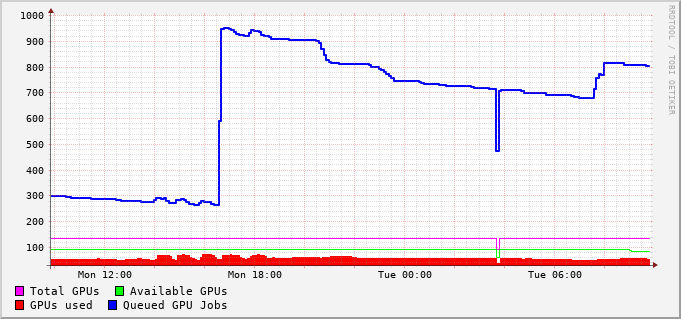 1000
900
800
700
600
500
400
300
200
100
Mon 12:00 Mon 18:00 Tue 00:00 Tue 06:00
Total GPUs Available GPUs
GPUs used Queued GPU Jobs
RRDTOOL / TOBI OETIKER